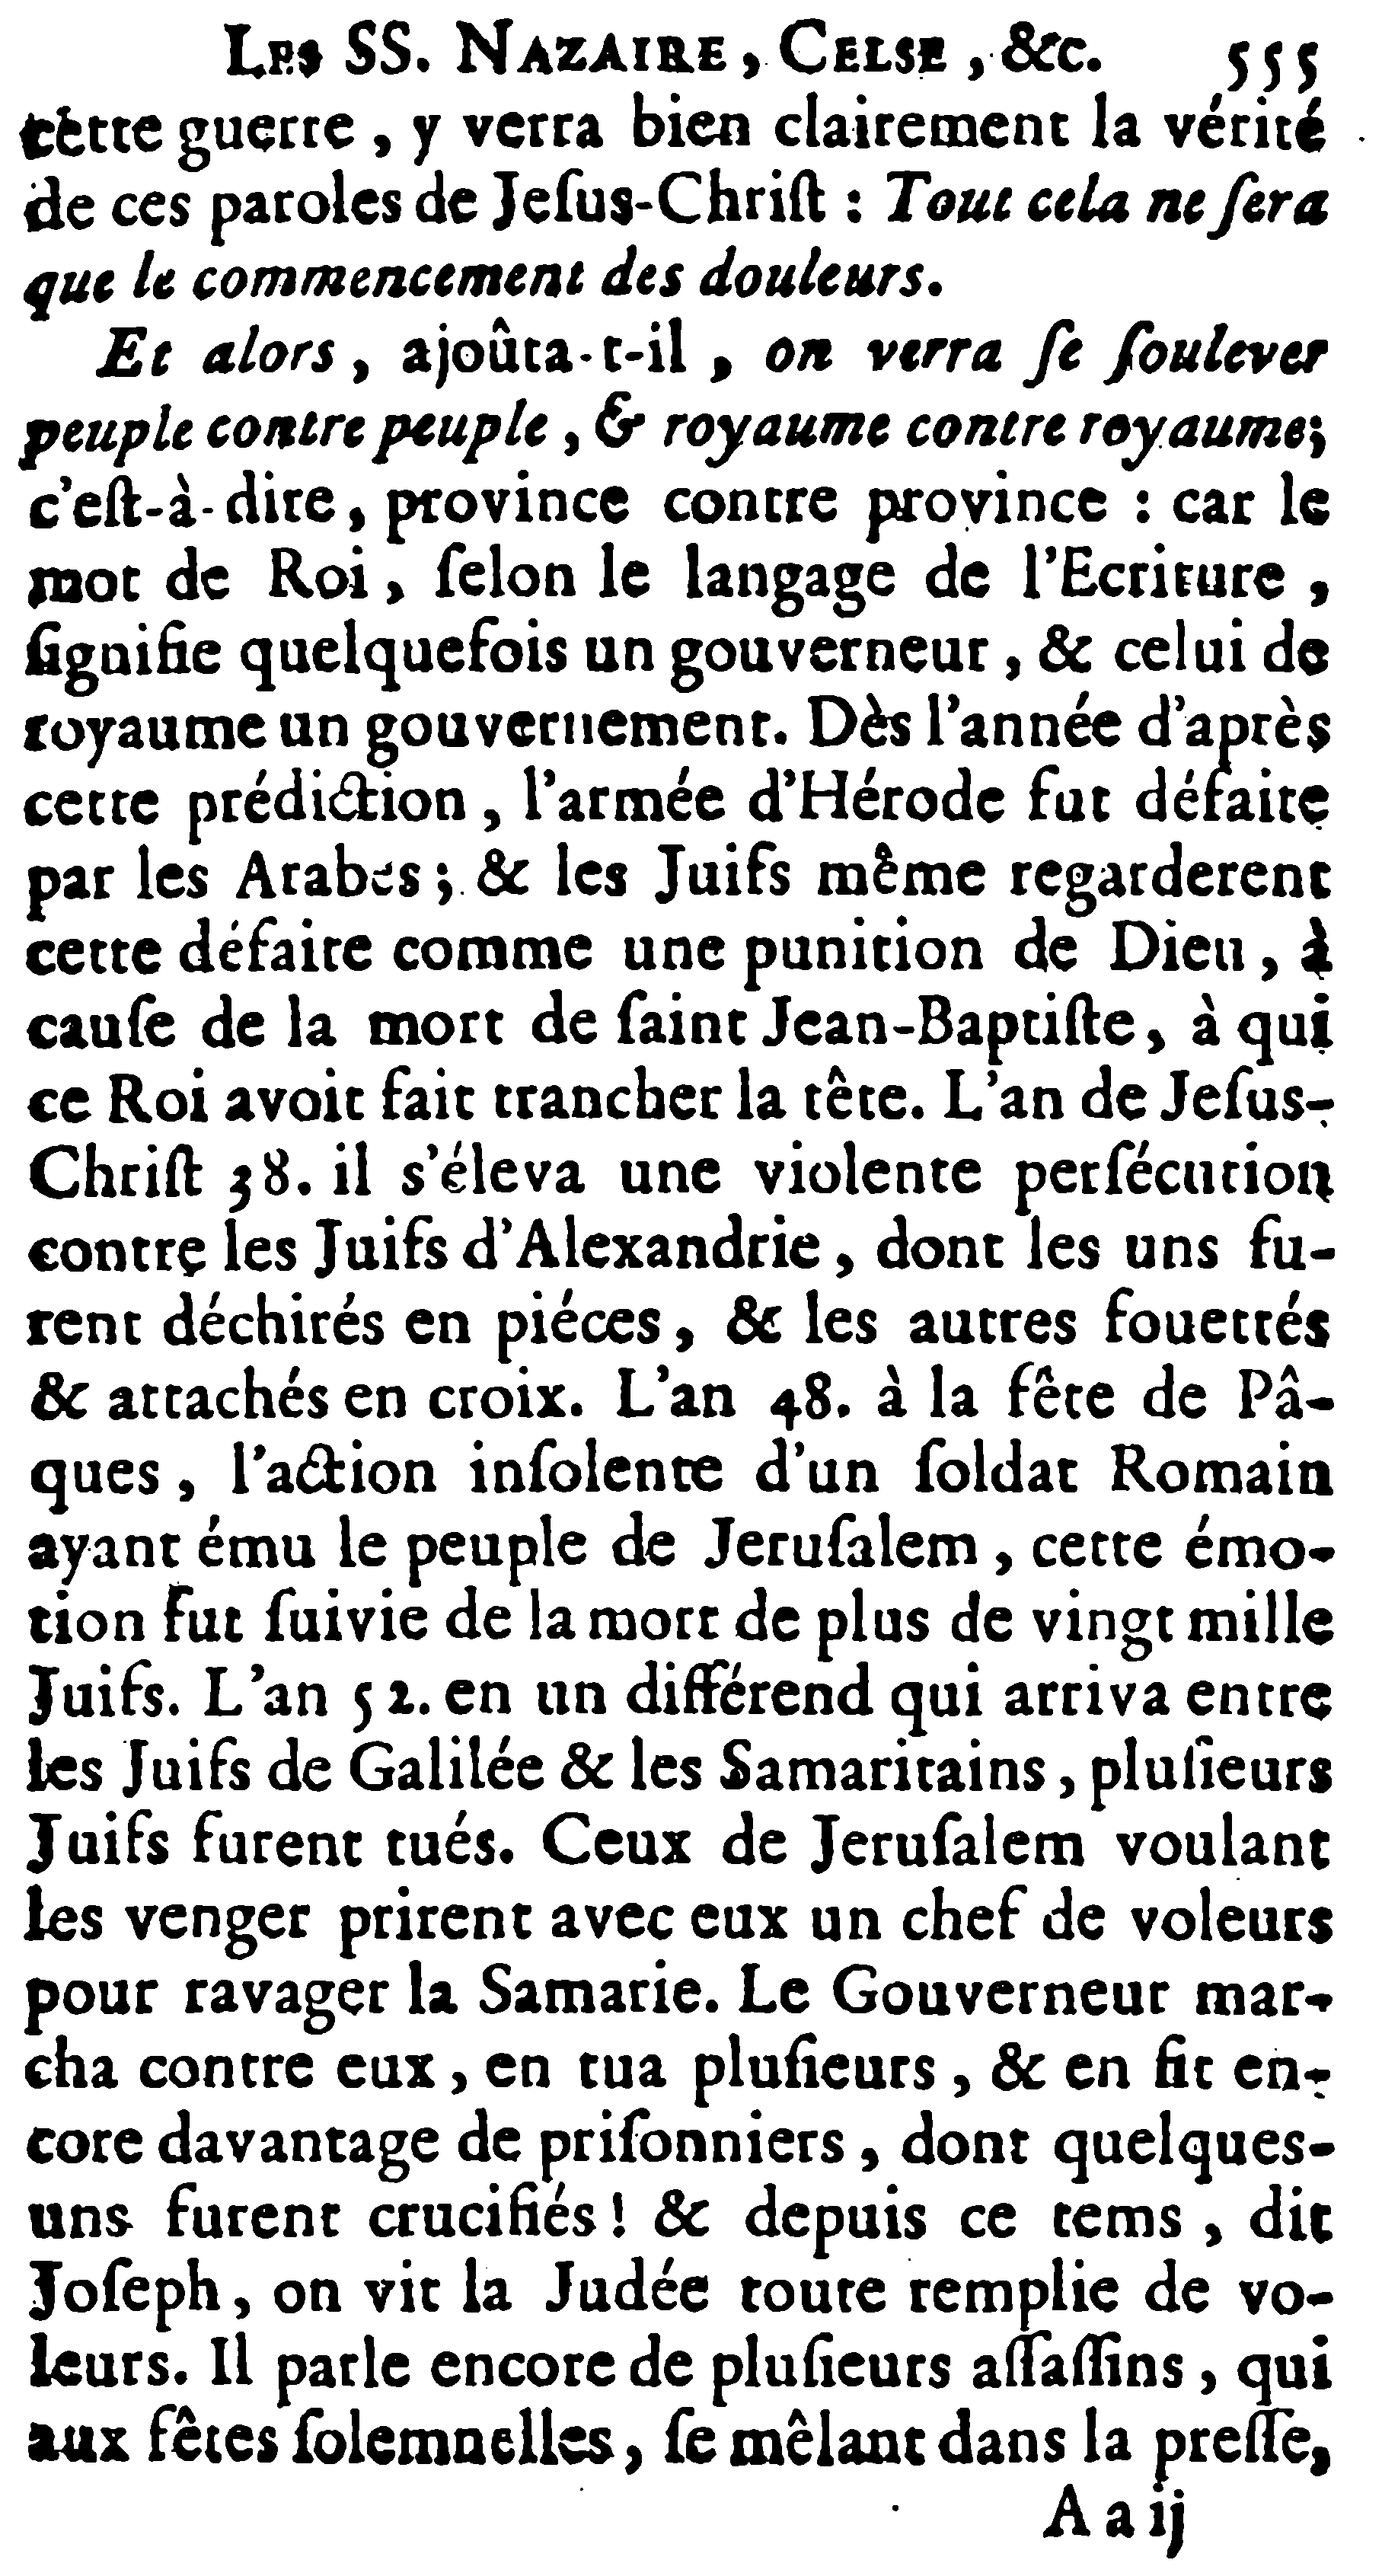 Les SS. Nazaire, Celse, &c. 555
cette guerre, y verra bien clairement la vérité
de ces paroles de Jeſus-Chriſt : Tout cela ne ſera
que le commencement des douleurs.
Et alors, ajoûta-t-il, on verra ſe ſoulever
peuple contre peuple, & royaume contre royaume;
c'eſt-à-dire, province contre province : car le
mot de Roi, ſelon le langage de l'Ecriture,
ſignifie quelquefois un gouverneur, & celui de
royaume un gouvernement. Dès l'année d'après
cette prédiction, l'armée d'Hérode fut défaite
par les Arabes; & les Juifs même regarderent
cette défaite comme une punition de Dieu, à
cauſe de la mort de ſaint Jean-Baptiſte, à qui
ce Roi avoit fait trancher la tête. L'an de Jeſus-
Chriſt 38. il s'éleva une violente perſécution
contre les Juifs d'Alexandrie, dont les uns fu-
rent déchirés en piéces, & les autres fouettés
& attachés en croix. L'an 48. à la fête de Pâ-
ques, l'action inſolente d'un ſoldat Romain
ayant ému le peuple de Jeruſalem, cette émo-
tion fut ſuivie de la mort de plus de vingt mille
Juifs. L'an 52. en un différend qui arriva entre
les Juifs de Galilée & les Samaritains, pluſieurs
Juifs furent tués. Ceux de Jeruſalem voulant
les venger prirent avec eux un chef de voleurs
pour ravager la Samarie. Le Gouverneur mar-
cha contre eux, en tua pluſieurs, & en fit en-
core davantage de priſonniers, dont quelques-
uns furent crucifiés! & depuis ce tems, dit
Joſeph, on vit la Judée toute remplie de vo-
leurs. Il parle encore de pluſieurs aſſaſſins, qui
aux fêtes ſolemnelles, ſe mêlant dans la preſſe,
A a ij